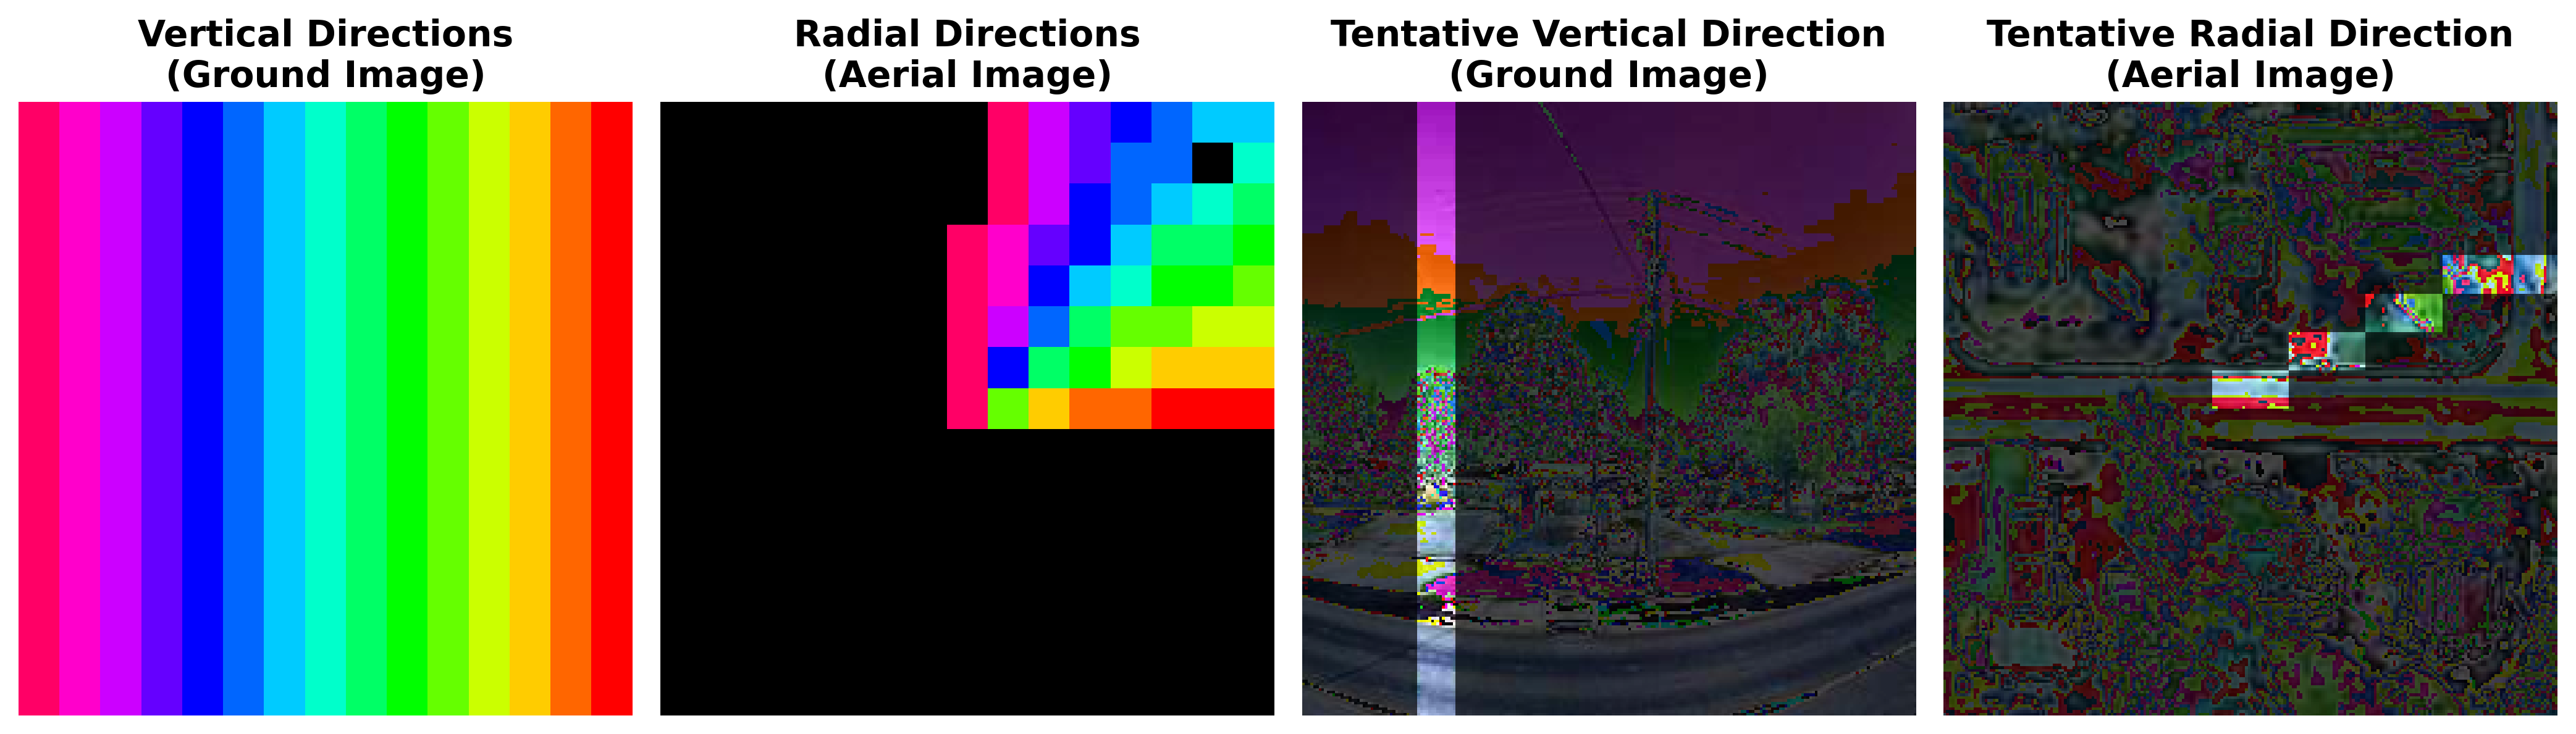 Vertical Directions
(Ground Image)
Radial Directions
(Aerial Image)
Tentative Vertical Direction
(Ground Image)
Tentative Radial Direction
(Aerial Image)